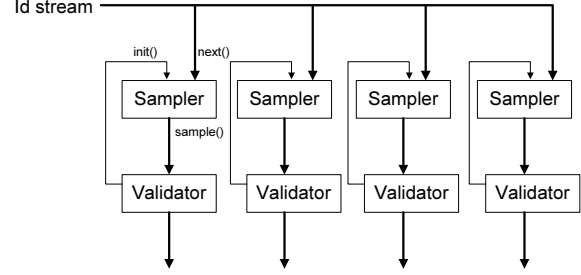 Id stream
init() next()
Sampler Sampler Sampler Sampler
sample()
Validator Validator Validator Validator